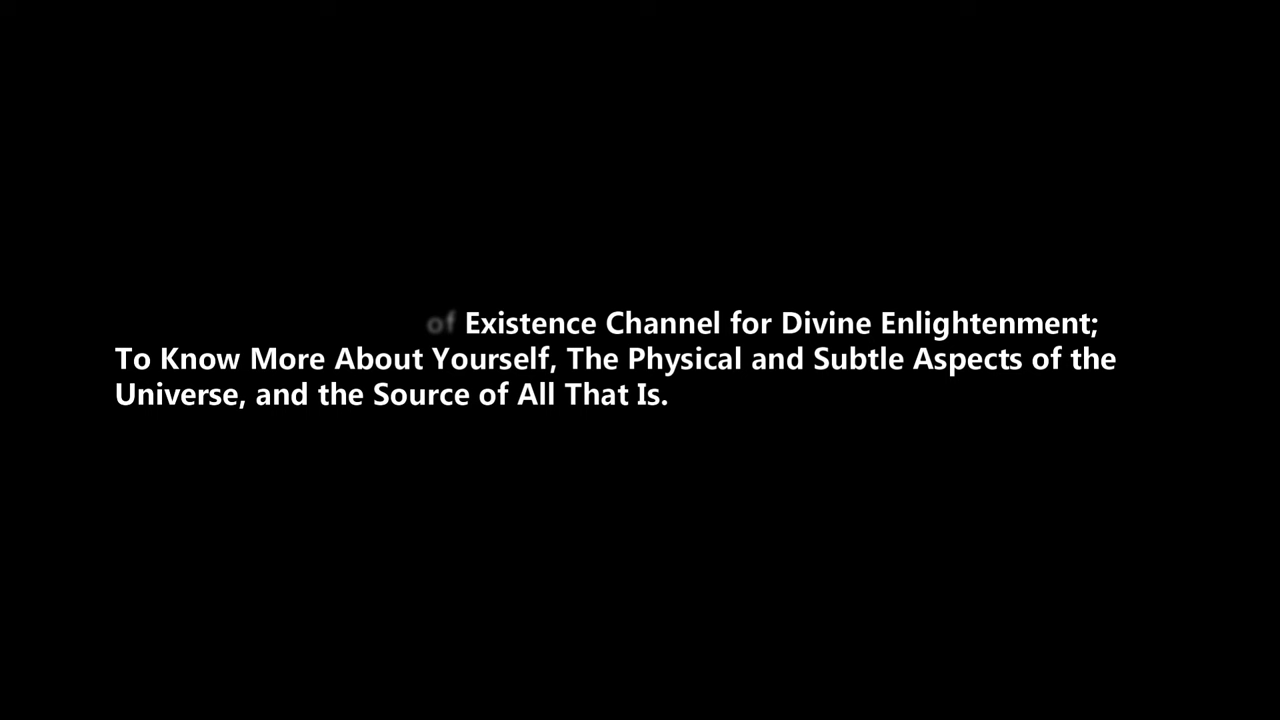 of Existence Channel for Divine Enlightenment;
To Know More About Yourself, The Physical and Subtle Aspects of the
Universe, and the Source of All That Is.